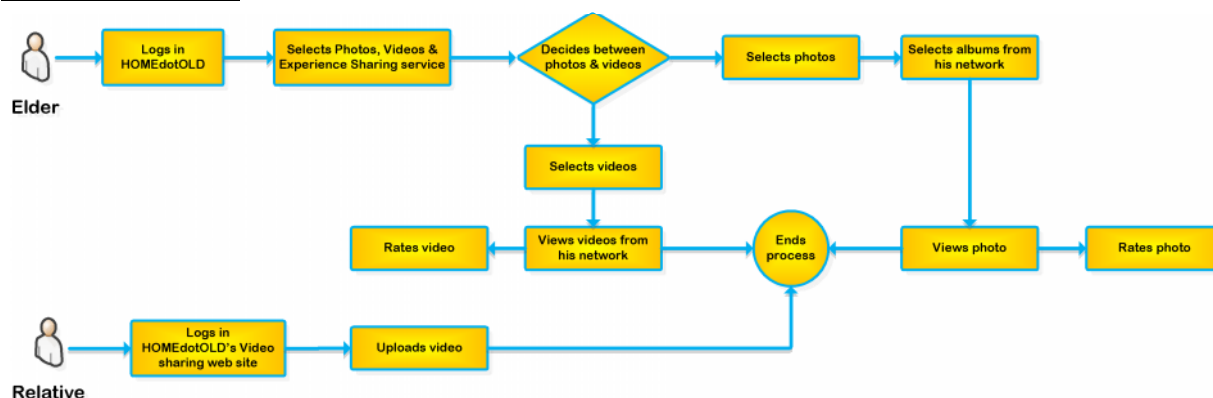 Logs in
HOMEdotOLD
Selects Photos, Videos &
Experience Sharing service
Decides between
photos & videos
Selects photos
Selects albums from
his network
Elder
Selects videos
Rates video
Views videos from
his network
Ends
process
Views photo
Rates photo
Logs in
HOMEdotOLD's Video
sharing web site
Uploads video
Relative